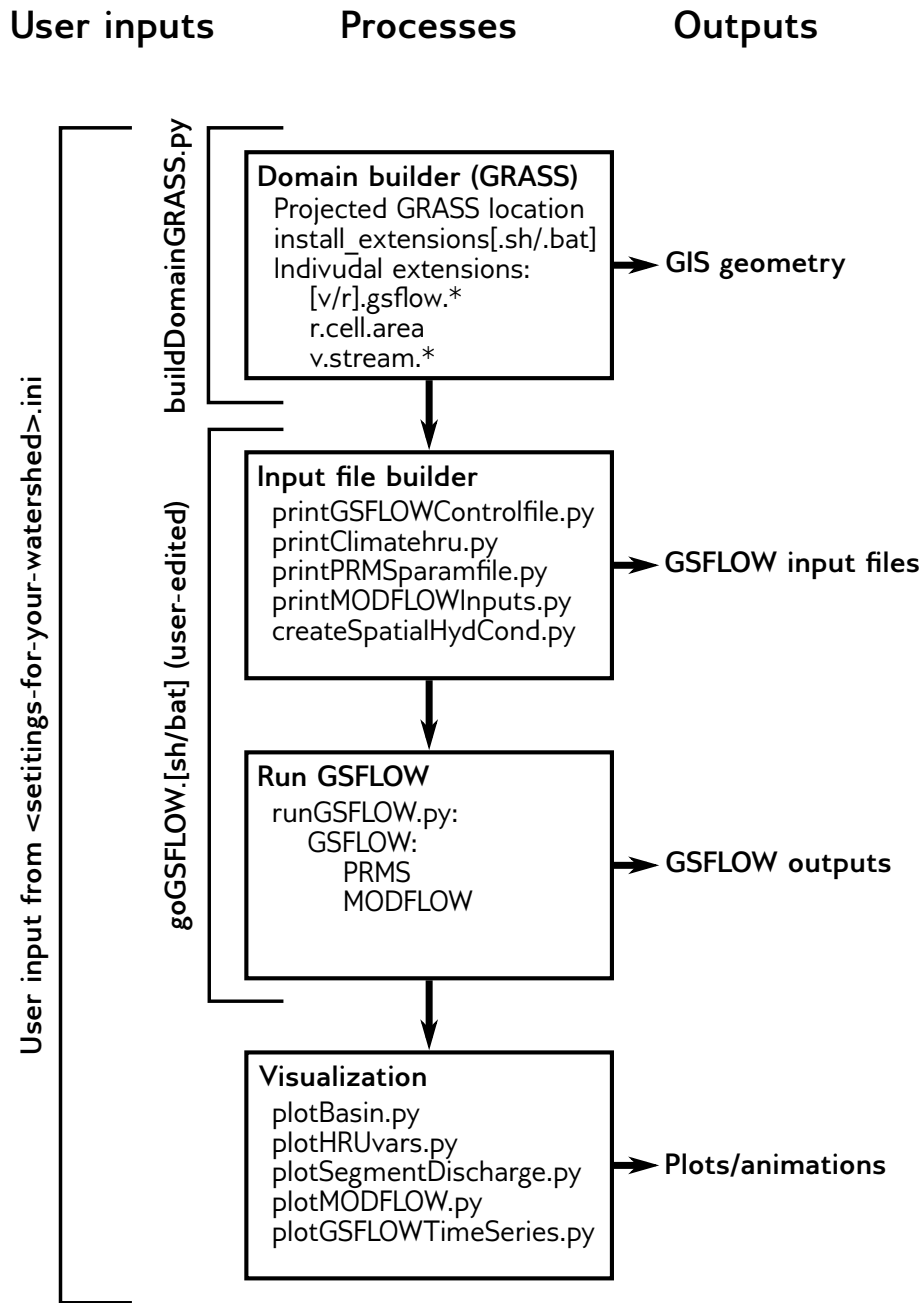 User inputs
Processes
Outputs
User input from <setitings-for-your-watershed>.ini
buildDomainGRASS.py
Domain builder (GRASS)
Projected GRASS location
install_extensions[.sh/.bat]
Indivudal extensions:
[v/r].gsflow.*
r.cell.area
v.stream.*
GIS geometry
goGSFLOW.[sh/bat] (user-edited)
Input file builder
printGSFLOWControlfile.py
printClimatehru.py
printPRMSparamfile.py
printMODFLOWInputs.py
createSpatialHydCond.py
GSFLOW input files
Run GSFLOW
runGSFLOW.py:
GSFLOW:
PRMS
MODFLOW
GSFLOW outputs
Visualization
plotBasin.py
plotHRUvars.py
plotSegmentDischarge.py
plotMODFLOW.py
plotGSFLOWTimeSeries.py
Plots/animations